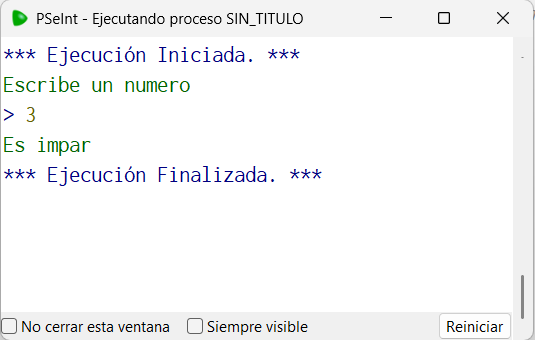 PSeInt - Ejecutando proceso SIN_TITULO
*** Ejecución Iniciada. ***
Escribe un numero
> 3
Es impar
*** Ejecución Finalizada. ***
No cerrar esta ventana Siempre visible Reiniciar